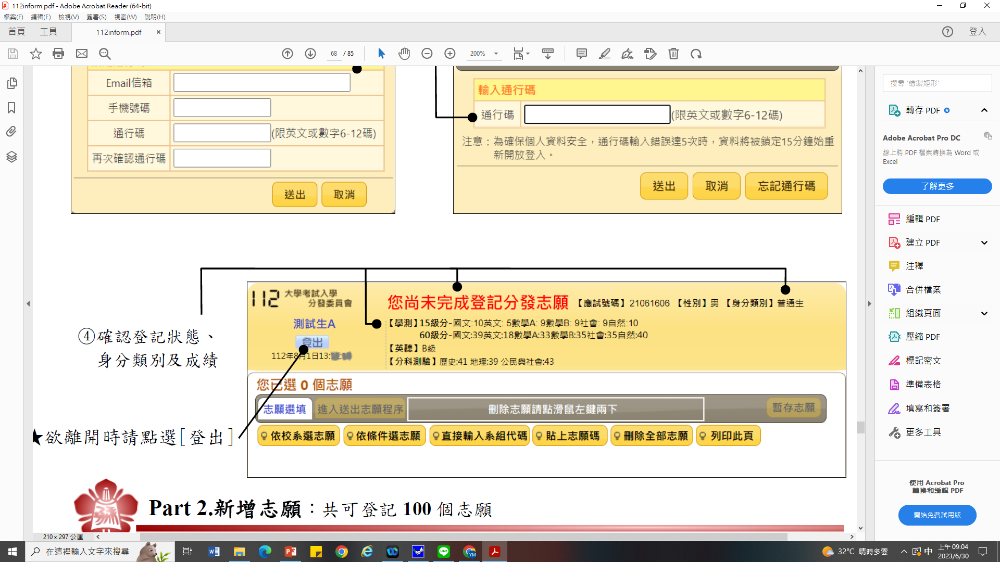 112inform.pdf - Adobe Acrobat Reader (64-bit)
檔案(F) 編輯(E) 檢視(V) 簽署(S) 視窗(W) 說明(H)
首頁 工具 112inform.pdf × ? 登入
68 / 85 200%
Email信箱
手機號碼
通行碼 (限英文或數字6-12碼)
再次確認通行碼
送出 取消
輸入通行碼
通行碼 (限英文或數字6-12碼)
注意：為確保個人資料安全，通行碼輸入錯誤達5次時，資料將被鎖定15分鐘始重
新開放登入。
送出 取消 忘記通行碼
④確認登記狀態、
身分類別及成績
★欲離開時請點選[登出]
112 大學考試入學
分發委員會
測試生A
登出
112年8月1日13:
您尚未完成登記分發志願 【應試號碼】21061606 【性別】男 【身分類別】普通生
【學測】15級分-國文:10英文: 5數學A: 9數學B: 9社會: 9自然:10
60級分-國文:39英文:18數學A:33數學B:35社會:35自然:40
【英聽】B級
【分科測驗】歷史:41 地理:39 公民與社會:43
您已選 0 個志願
志願選填 進入送出志願程序 刪除志願請點滑鼠左鍵兩下 暫存志願
依校系選志願 依條件選志願 直接輸入系組代碼 貼上志願碼 刪除全部志願 列印此頁
Part 2.新增志願：共可登記 100 個志願
210 x 297 公厘
搜尋 '繪製矩形'
轉存 PDF
Adobe Acrobat Pro DC
線上將 PDF 檔案轉換為 Word 或
Excel
了解更多
編輯 PDF
建立 PDF
注釋
合併檔案
組織頁面
壓縮 PDF
標記密文
準備表格
填寫和簽署
更多工具
使用 Acrobat Pro
轉換和編輯 PDF
開始免費試用版
在這裡輸入文字來搜尋
32°C 晴時多雲 中 上午 09:04
2023/6/30